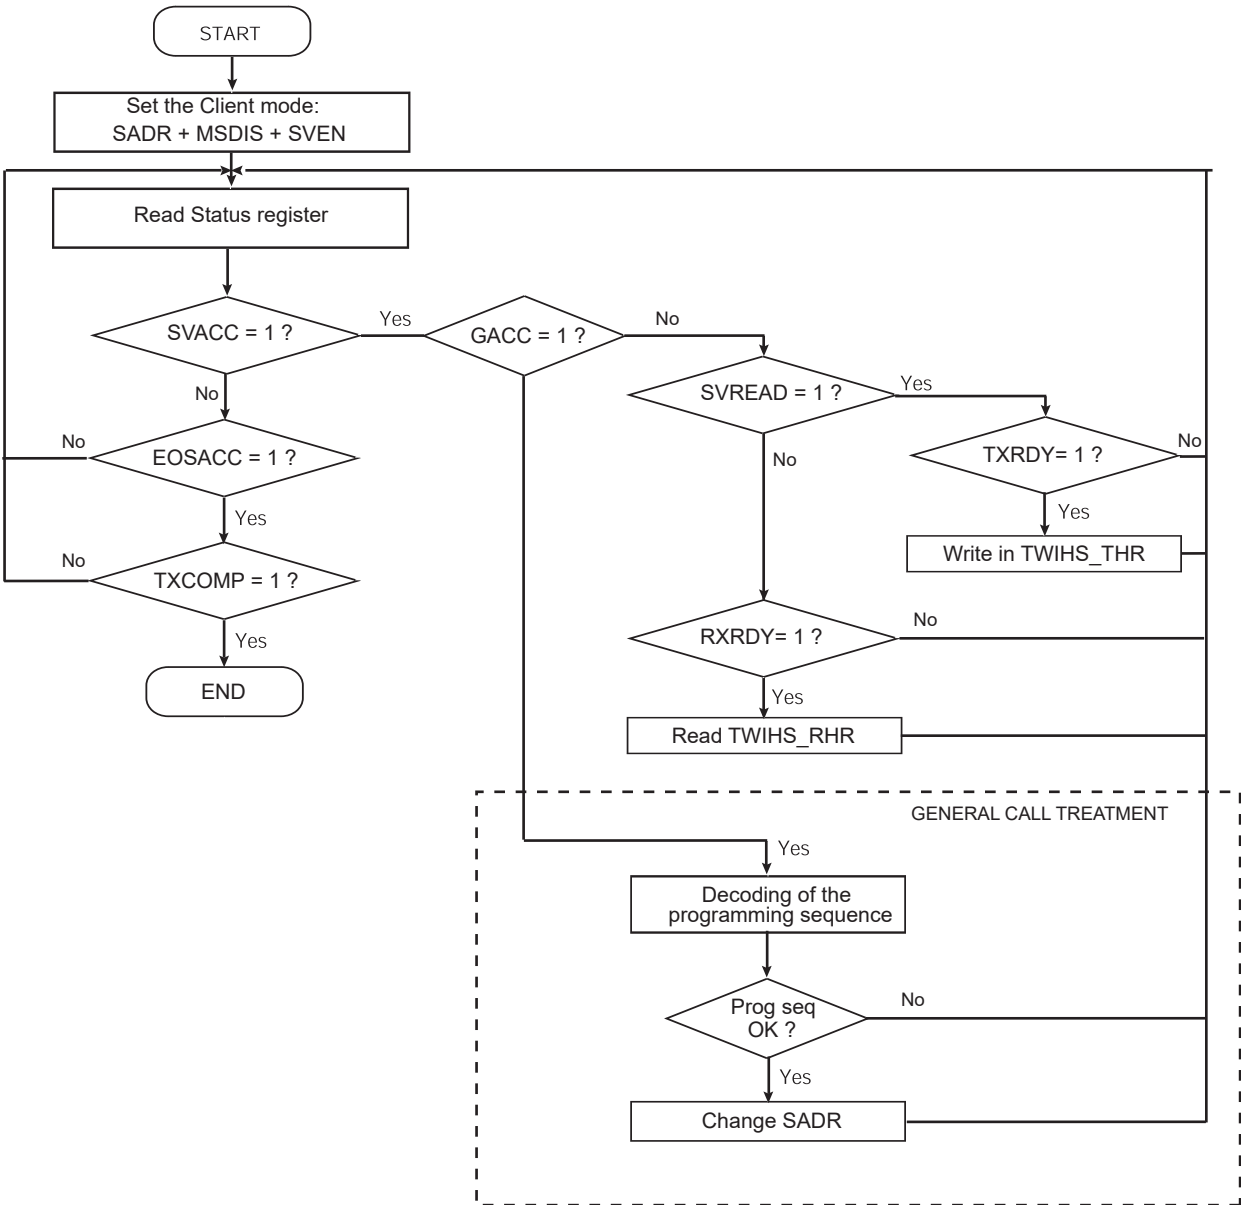 START
Set the Client mode:
SADR + MSDIS + SVEN
Read Status register
SVACC = 1 ?
Yes
GACC = 1 ?
No
SVREAD = 1 ?
Yes
No
EOSACC = 1 ?
No
TXRDY= 1 ?
No
No
Yes
Yes
Write in TWIHS_THR
No
TXCOMP = 1 ?
Yes
RXRDY= 1 ?
No
END
Yes
Read TWIHS_RHR
GENERAL CALL TREATMENT
Yes
Decoding of the
programming sequence
Prog seq
OK ?
No
Yes
Change SADR